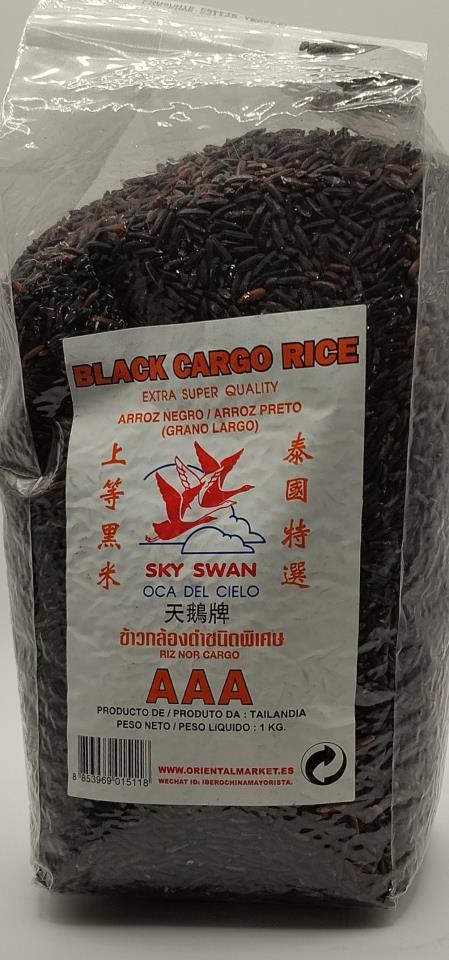 BLACK CARGO RICE
EXTRA SUPER QUALITY
ARROZ NEGRO / ARROZ PRETO
(GRANO LARGO)
上等黑米
泰國特選
SKY SWAN
OCA DEL CIELO
天鵝牌
ข้าวกล้องดำชนิดพิเศษ
RIZ NOR CARGO
AAA
PRODUCTO DE / PRODUTO DA : TAILANDIA
PESO NETO / PESO LíQUIDO : 1 KG.
8 853969 015118
WWW.ORIENTALMARKET.ES
WECHAT ID: IBEROCHINAMAYORISTA.